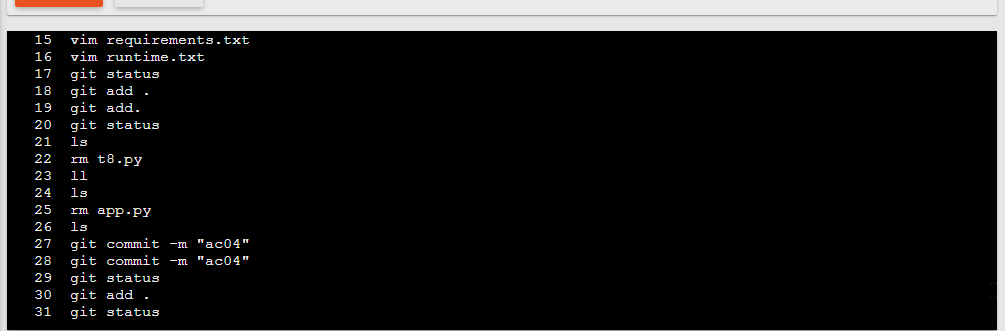 15 vim requirements.txt
16 vim runtime.txt
17 git status
18 git add .
19 git add.
20 git status
21 ls
22 rm t8.py
23 ll
24 ls
25 rm app.py
26 ls
27 git commit -m "ac04"
28 git commit -m "ac04"
29 git status
30 git add .
31 git status